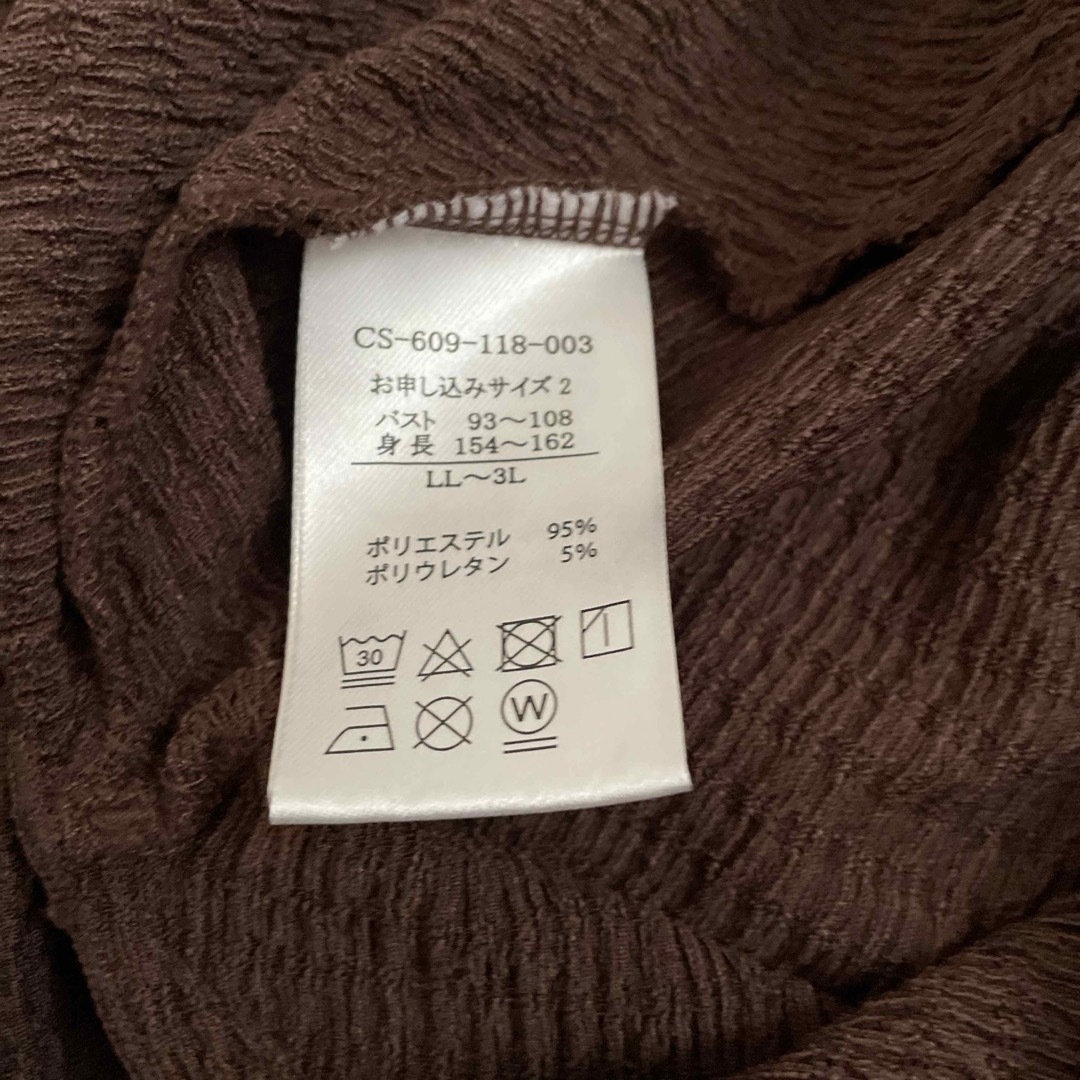 CS-609-118-003
お申し込みサイズ 2
バスト 93〜108
身長 154〜162
LL〜3L
ポリエステル 95%
ポリウレタン 5%
30
W